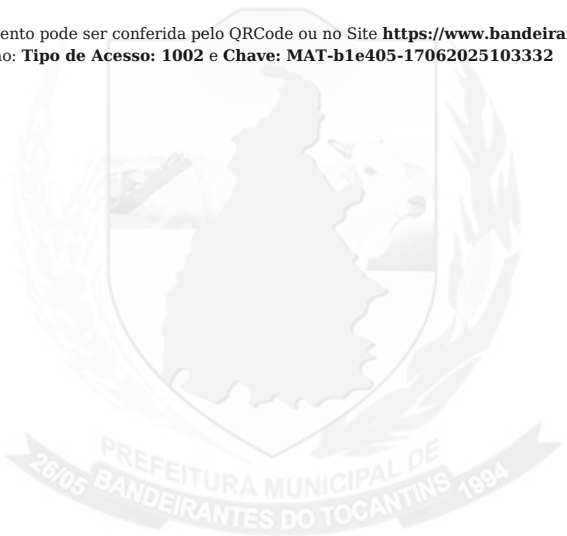 ento pode ser conferida pelo QRCode ou no Site https://www.bandeira
o: Tipo de Acesso: 1002 e Chave: MAT-b1e405-17062025103332
PREFEITURA MUNICIPAL DE
26/05 BANDEIRANTES DO TOCANTINS 1994